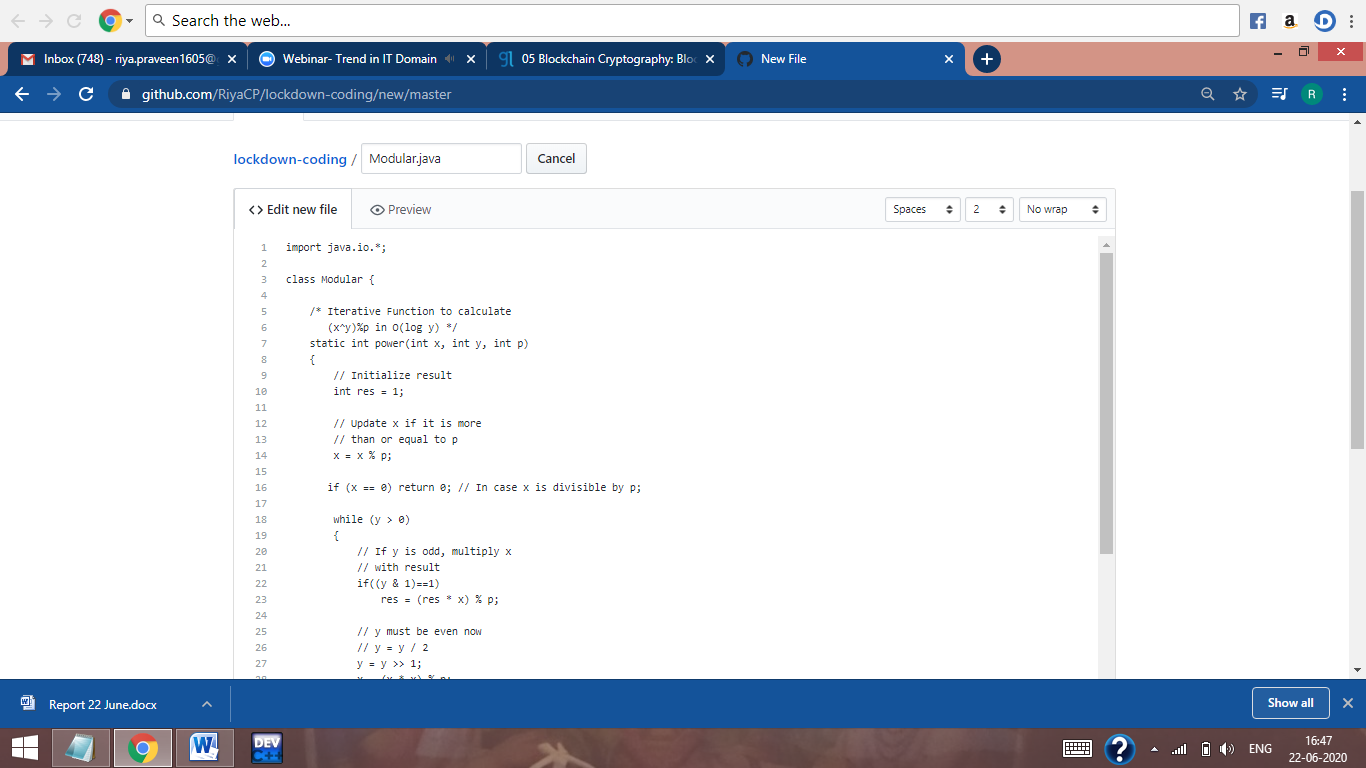 Search the web...
Inbox (748) - riya.praveen1605@
Webinar- Trend in IT Domain
05 Blockchain Cryptography: Blo
New File
github.com/RiyaCP/lockdown-coding/new/master
R
lockdown-coding / Modular.java Cancel
<> Edit new file Preview Spaces 2 No wrap
1 import java.io.*;
2
3 class Modular {
4
5 /* Iterative Function to calculate
6 (x^y)%p in O(log y) */
7 static int power(int x, int y, int p)
8 {
9 // Initialize result
10 int res = 1;
11
12 // Update x if it is more
13 // than or equal to p
14 x = x % p;
15
16 if (x == 0) return 0; // In case x is divisible by p;
17
18 while (y > 0)
19 {
20 // If y is odd, multiply x
21 // with result
22 if((y & 1)==1)
23 res = (res * x) % p;
24
25 // y must be even now
26 // y = y / 2
27 y = y >> 1;
28 x = (x * x) % p;
Report 22 June.docx
Show all
DEV
C++
ENG
16:47
22-06-2020